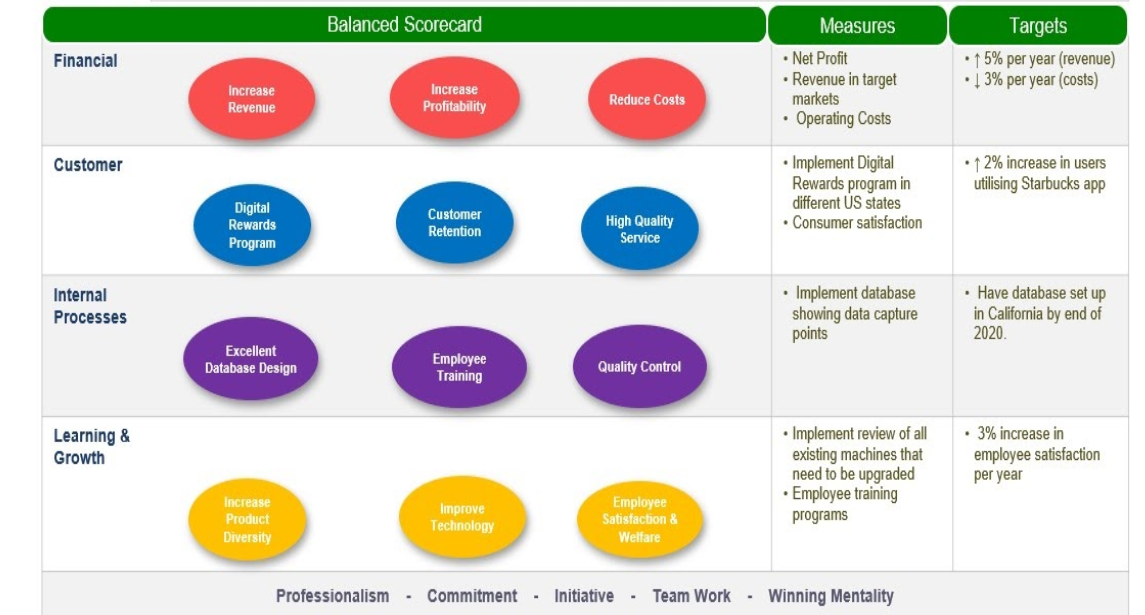 Balanced Scorecard
Measures
Targets
Financial
Increase
Revenue
Increase
Profitability
Reduce Costs
• Net Profit
• Revenue in target
markets
• Operating Costs
• ↑ 5% per year (revenue)
• ↓ 3% per year (costs)
Customer
Digital
Rewards
Program
Customer
Retention
High Quality
Service
• Implement Digital
Rewards program in
different US states
• Consumer satisfaction
• ↑ 2% increase in users
utilising Starbucks app
Internal
Processes
Excellent
Database Design
Employee
Training
Quality Control
• Implement database
showing data capture
points
• Have database set up
in California by end of
2020.
Learning &
Growth
Increase
Product
Diversity
Improve
Technology
Employee
Satisfaction &
Welfare
• Implement review of all
existing machines that
need to be upgraded
• Employee training
programs
• 3% increase in
employee satisfaction
per year
Professionalism - Commitment - Initiative - Team Work - Winning Mentality